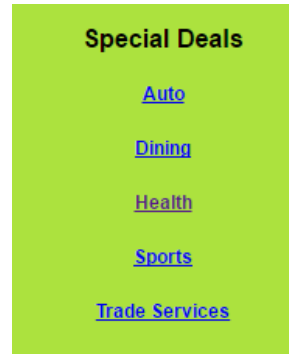 Special Deals
Auto
Dining
Health
Sports
Trade Services